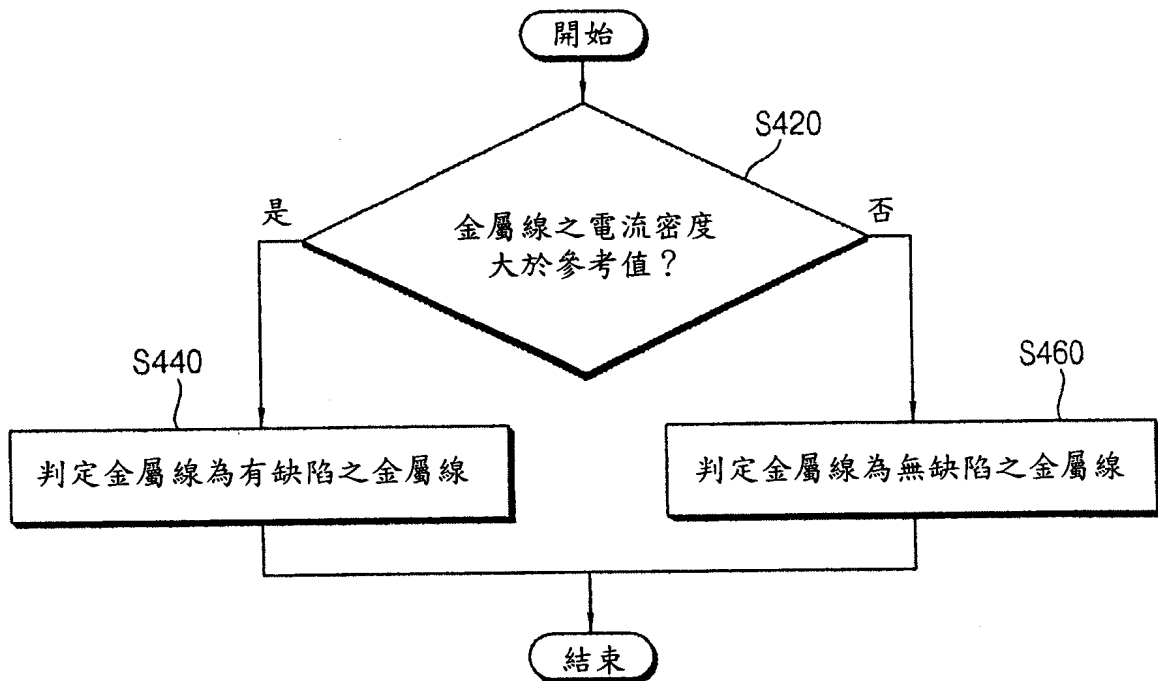 開始
S420
是
否
金屬線之電流密度
大於參考值？
S440
S460
判定金屬線為有缺陷之金屬線
判定金屬線為無缺陷之金屬線
結束